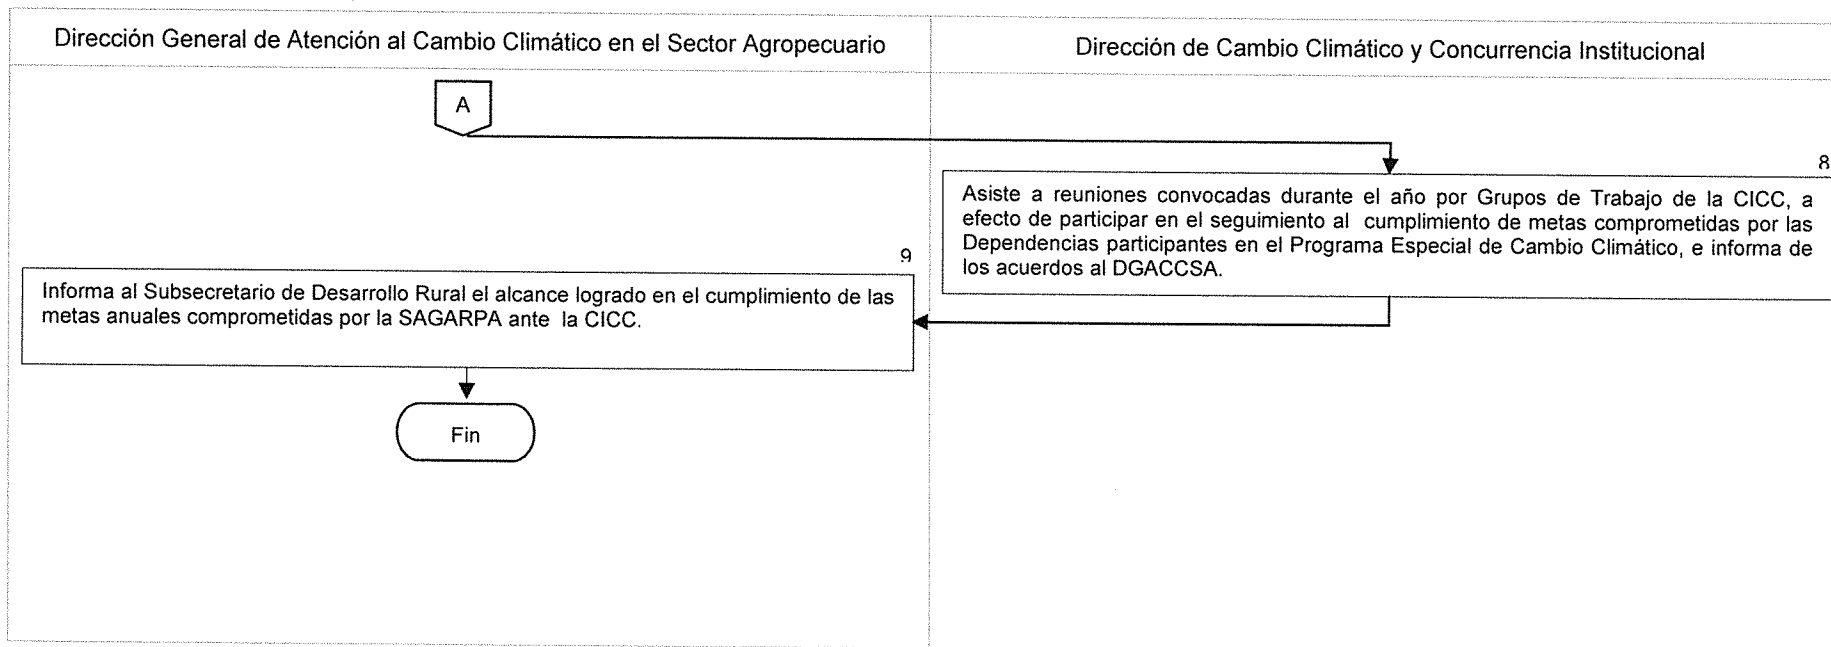 Dirección General de Atención al Cambio Climático en el Sector Agropecuario
Dirección de Cambio Climático y Concurrencia Institucional
A
8
Asiste a reuniones convocadas durante el año por Grupos de Trabajo de la CICC, a
efecto de participar en el seguimiento al cumplimiento de metas comprometidas por las
Dependencias participantes en el Programa Especial de Cambio Climático, e informa de
los acuerdos al DGACCSA.
9
Informa al Subsecretario de Desarrollo Rural el alcance logrado en el cumplimiento de las
metas anuales comprometidas por la SAGARPA ante la CICC.
Fin